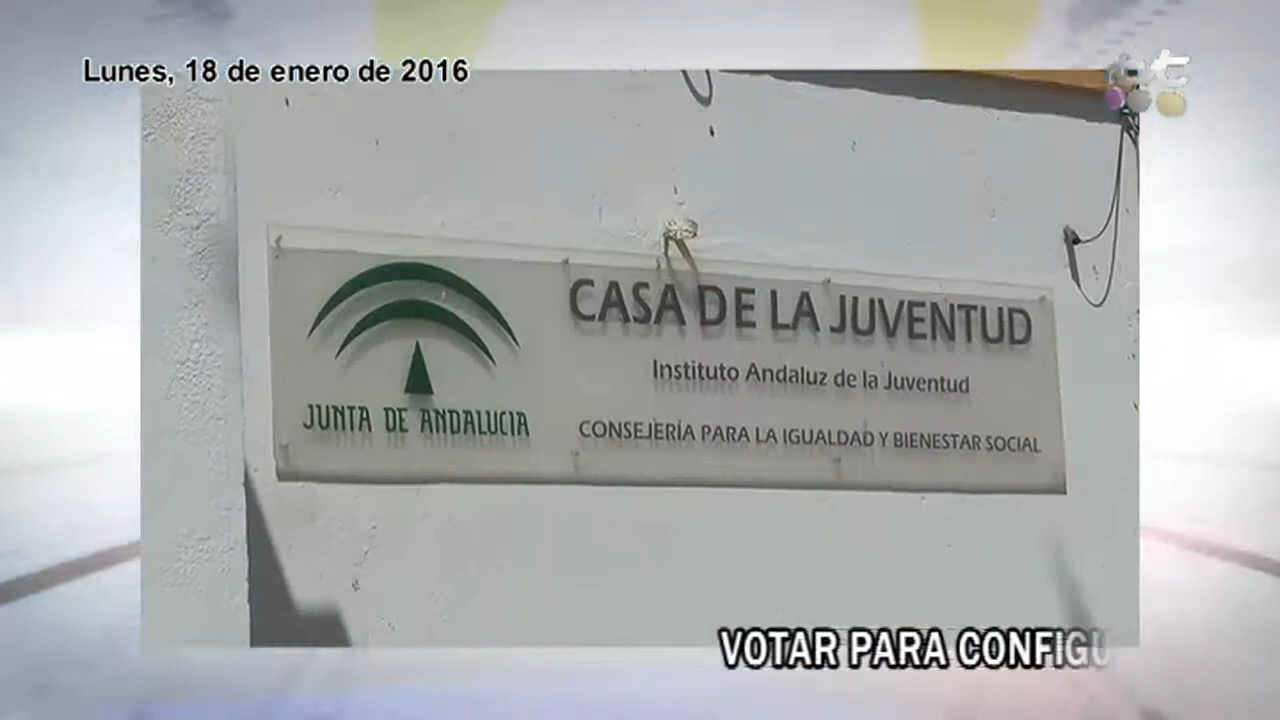 Lunes, 18 de enero de 2016
CASA DE LA JUVENTUD
Instituto Andaluz de la Juventud
JUNTA DE ANDALUCIA
CONSEJERÍA PARA LA IGUALDAD Y BIENESTAR SOCIAL
VOTAR PARA